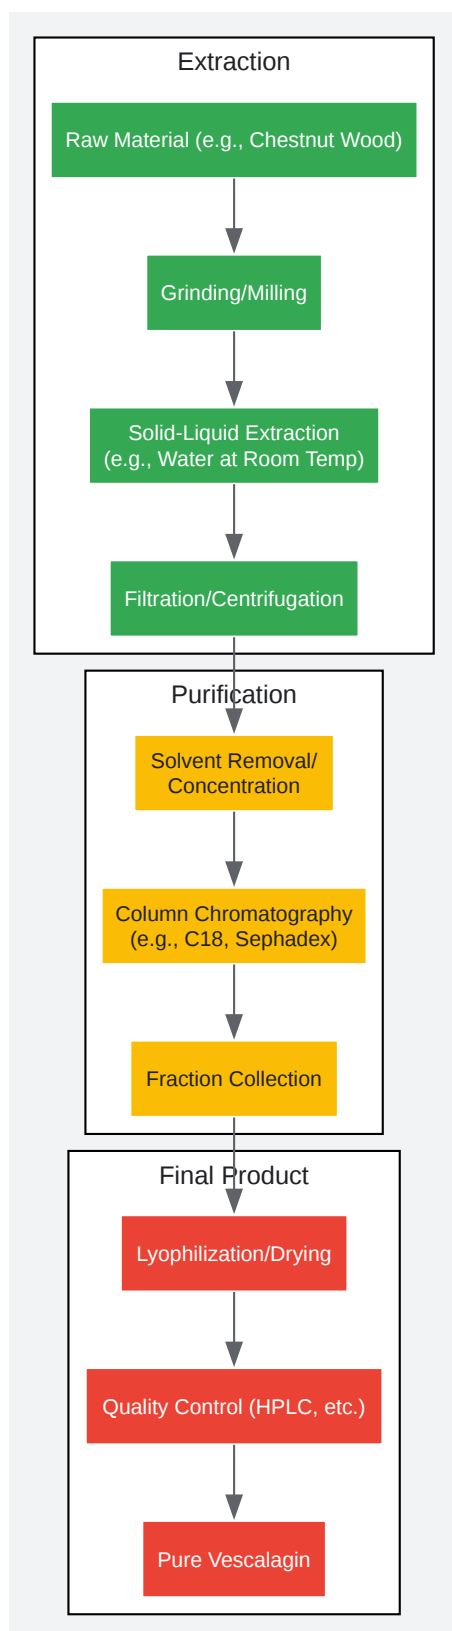 Extraction
Raw Material (e.g., Chestnut Wood)
Grinding/Milling
Solid-Liquid Extraction
(e.g., Water at Room Temp)
Filtration/Centrifugation
Purification
Solvent Removal/
Concentration
Column Chromatography
(e.g., C18, Sephadex)
Fraction Collection
Final Product
Lyophilization/Drying
Quality Control (HPLC, etc.)
Pure Vescalagin